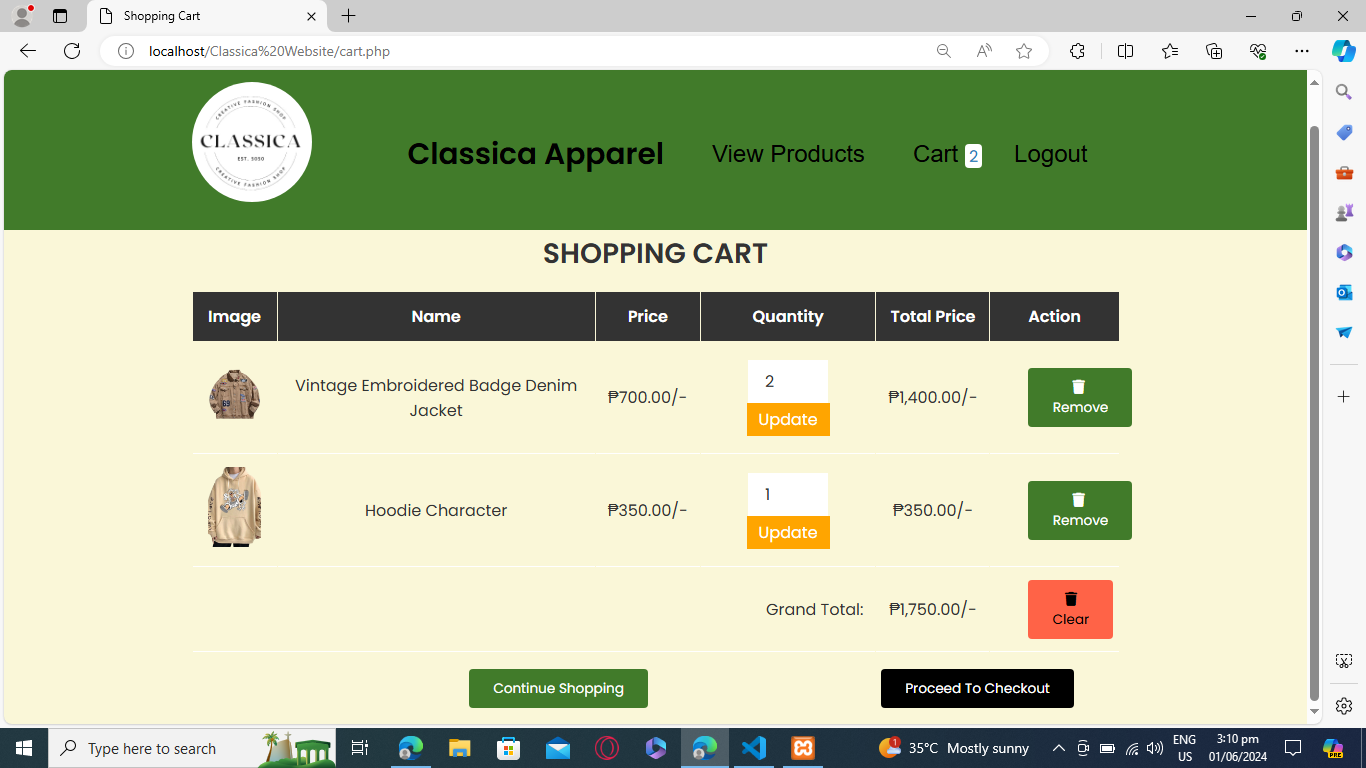 Shopping Cart
localhost/Classica%20Website/cart.php
CREATIVE FASHION SHOP
CLASSICA
EST. 5050
CREATIVE FASHION SHOP
Classica Apparel
View Products
Cart 2
Logout
SHOPPING CART
Image Name Price Quantity Total Price Action
Vintage Embroidered Badge Denim
Jacket
₱700.00/-
2
Update
₱1,400.00/-
Remove
Hoodie Character
₱350.00/-
1
Update
₱350.00/-
Remove
Grand Total: ₱1,750.00/-
Clear
Continue Shopping
Proceed To Checkout
Type here to search
1
35°C Mostly sunny
ENG
US
3:10 pm
01/06/2024
PRE